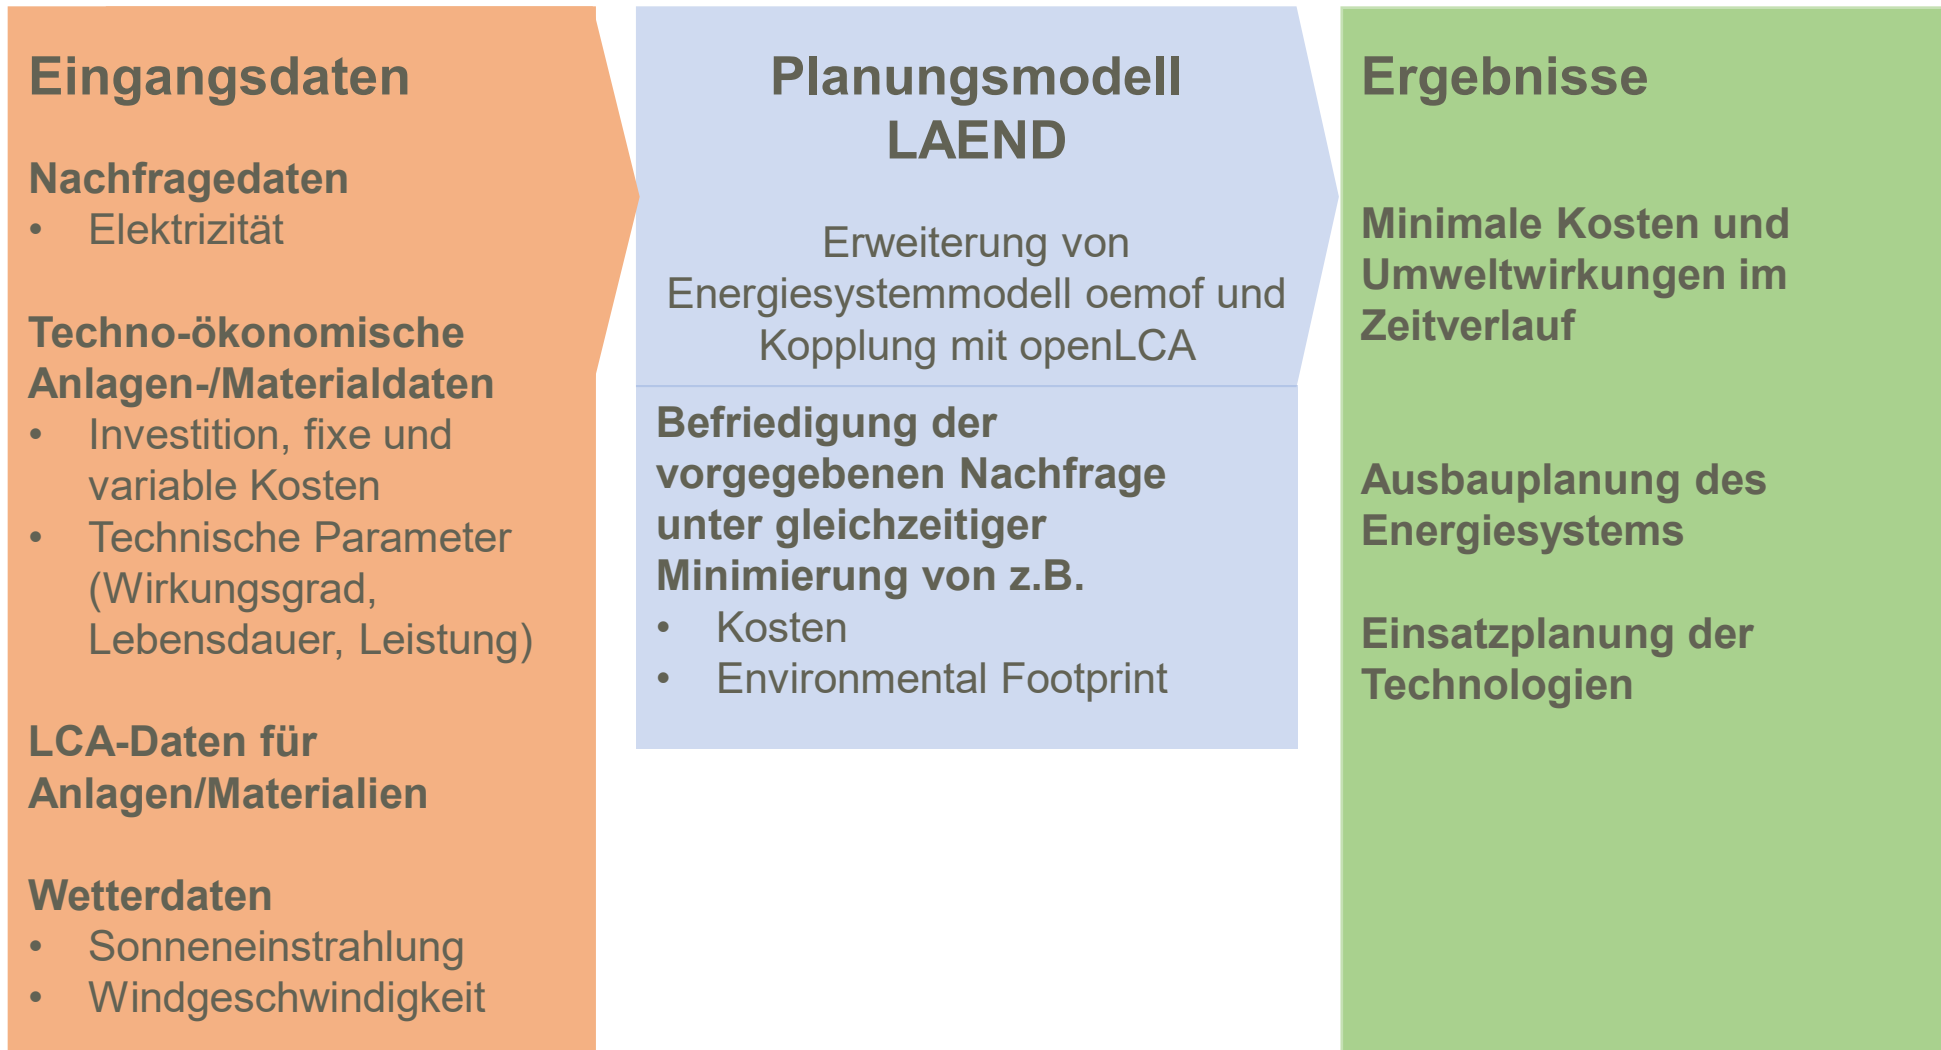 Eingangsdaten
Nachfragedaten
• Elektrizität
Techno-ökonomische
Anlagen-/Materialdaten
• Investition, fixe und
variable Kosten
• Technische Parameter
(Wirkungsgrad,
Lebensdauer, Leistung)
LCA-Daten für
Anlagen/Materialien
Wetterdaten
• Sonneneinstrahlung
• Windgeschwindigkeit
Planungsmodell
LAEND
Erweiterung von
Energiesystemmodell oemof und
Kopplung mit openLCA
Befriedigung der
vorgegebenen Nachfrage
unter gleichzeitiger
Minimierung von z.B.
• Kosten
• Environmental Footprint
Ergebnisse
Minimale Kosten und
Umweltwirkungen im
Zeitverlauf
Ausbauplanung des
Energiesystems
Einsatzplanung der
Technologien